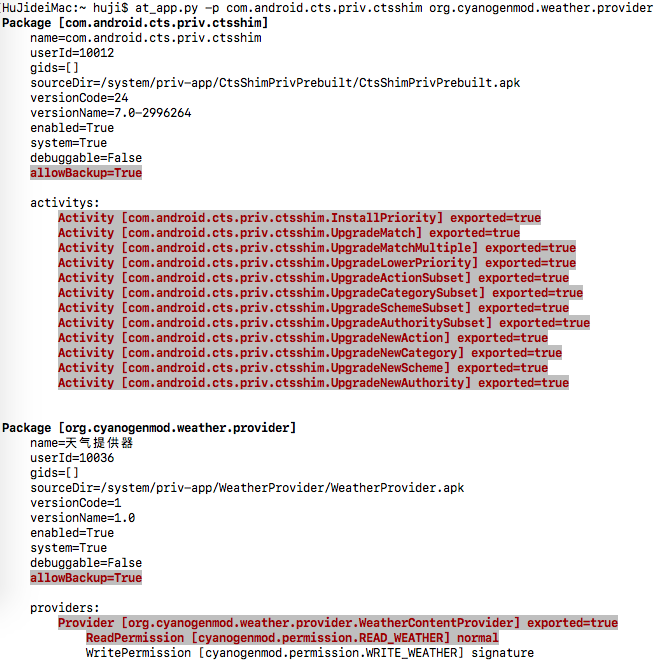 HuJideiMac:~ huji$ at_app.py -p com.android.cts.priv.ctsshim org.cyanogenmod.weather.provider
Package [com.android.cts.priv.ctsshim]
name=com.android.cts.priv.ctsshim
userId=10012
gids=[]
sourceDir=/system/priv-app/CtsShimPrivPrebuilt/CtsShimPrivPrebuilt.apk
versionCode=24
versionName=7.0-2996264
enabled=True
system=True
debuggable=False
allowBackup=True
activitys:
Activity [com.android.cts.priv.ctsshim.InstallPriority] exported=true
Activity [com.android.cts.priv.ctsshim.UpgradeMatch] exported=true
Activity [com.android.cts.priv.ctsshim.UpgradeMatchMultiple] exported=true
Activity [com.android.cts.priv.ctsshim.UpgradeLowerPriority] exported=true
Activity [com.android.cts.priv.ctsshim.UpgradeActionSubset] exported=true
Activity [com.android.cts.priv.ctsshim.UpgradeCategorySubset] exported=true
Activity [com.android.cts.priv.ctsshim.UpgradeSchemeSubset] exported=true
Activity [com.android.cts.priv.ctsshim.UpgradeAuthoritySubset] exported=true
Activity [com.android.cts.priv.ctsshim.UpgradeNewAction] exported=true
Activity [com.android.cts.priv.ctsshim.UpgradeNewCategory] exported=true
Activity [com.android.cts.priv.ctsshim.UpgradeNewScheme] exported=true
Activity [com.android.cts.priv.ctsshim.UpgradeNewAuthority] exported=true
Package [org.cyanogenmod.weather.provider]
name=天气提供器
userId=10036
gids=[]
sourceDir=/system/priv-app/WeatherProvider/WeatherProvider.apk
versionCode=1
versionName=1.0
enabled=True
system=True
debuggable=False
allowBackup=True
providers:
Provider [org.cyanogenmod.weather.provider.WeatherContentProvider] exported=true
ReadPermission [cyanogenmod.permission.READ_WEATHER] normal
WritePermission [cyanogenmod.permission.WRITE_WEATHER] signature